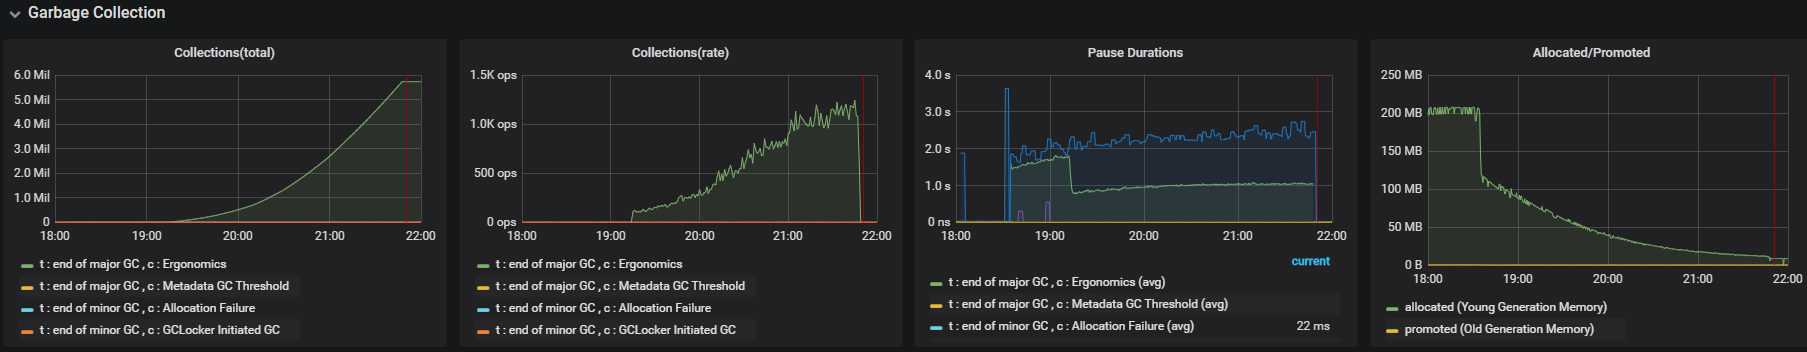 Garbage Collection
Collections(total)
6.0 Mil
5.0 Mil
4.0 Mil
3.0 Mil
2.0 Mil
1.0 Mil
0
18:00 19:00 20:00 21:00 22:00
t : end of major GC , c : Ergonomics
t : end of major GC , c : Metadata GC Threshold
t : end of minor GC , c : Allocation Failure
t : end of minor GC , c : GCLocker Initiated GC
Collections(rate)
1.5K ops
1.0K ops
500 ops
0 ops
18:00 19:00 20:00 21:00 22:00
t : end of major GC , c : Ergonomics
t : end of major GC , c : Metadata GC Threshold
t : end of minor GC , c : Allocation Failure
t : end of minor GC , c : GCLocker Initiated GC
Pause Durations
4.0 s
3.0 s
2.0 s
1.0 s
0 ns
18:00 19:00 20:00 21:00 22:00
current
t : end of major GC , c : Ergonomics (avg)
t : end of major GC , c : Metadata GC Threshold (avg)
t : end of minor GC , c : Allocation Failure (avg) 22 ms
Allocated/Promoted
250 MB
200 MB
150 MB
100 MB
50 MB
0 B
18:00 19:00 20:00 21:00 22:00
allocated (Young Generation Memory)
promoted (Old Generation Memory)